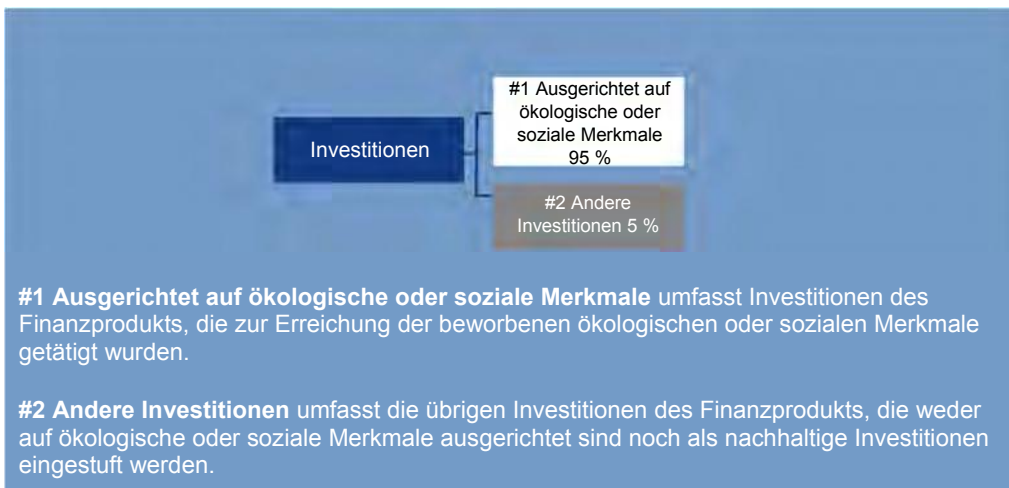 Investitionen
#1 Ausgerichtet auf
ökologische oder
soziale Merkmale
95 %
#2 Andere
Investitionen 5 %
#1 Ausgerichtet auf ökologische oder soziale Merkmale umfasst Investitionen des
Finanzprodukts, die zur Erreichung der beworbenen ökologischen oder sozialen Merkmale
getätigt wurden.
#2 Andere Investitionen umfasst die übrigen Investitionen des Finanzprodukts, die weder
auf ökologische oder soziale Merkmale ausgerichtet sind noch als nachhaltige Investitionen
eingestuft werden.